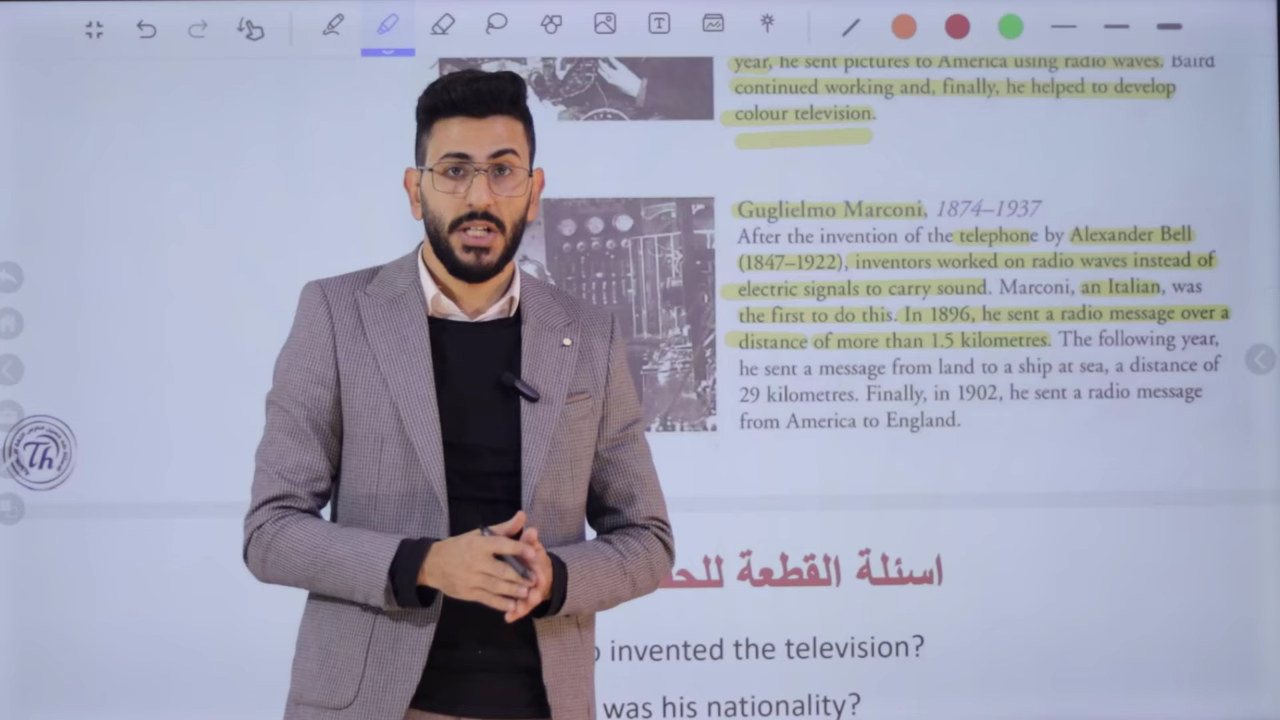 year, he sent pictures to America using radio waves. Baird
continued working and, finally, he helped to develop
colour television.
Guglielmo Marconi, 1874–1937
After the invention of the telephone by Alexander Bell
(1847–1922), inventors worked on radio waves instead of
electric signals to carry sound. Marconi, an Italian, was
the first to do this. In 1896, he sent a radio message over a
distance of more than 1.5 kilometres. The following year,
he sent a message from land to a ship at sea, a distance of
29 kilometres. Finally, in 1902, he sent a radio message
from America to England.
Th
اسئلة القطعة
invented the television?
was his nationality?